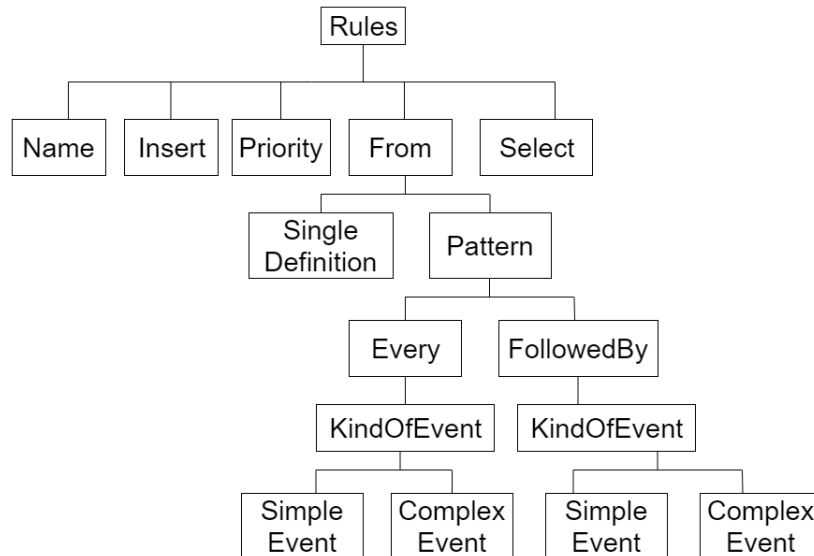 Rules
Name
Insert
Priority
From
Select
Single
Definition
Pattern
Every
FollowedBy
KindOfEvent
KindOfEvent
Simple
Event
Complex
Event
Simple
Event
Complex
Event